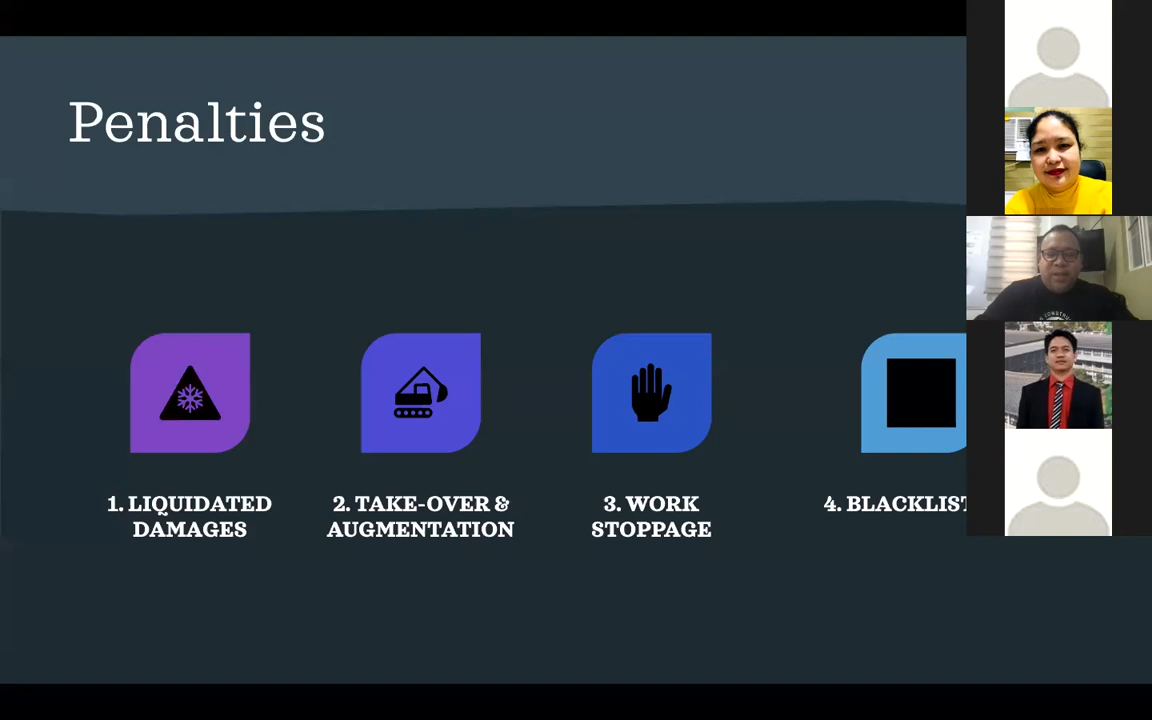 Penalties
1. LIQUIDATED
DAMAGES
2. TAKE-OVER &
AUGMENTATION
3. WORK
STOPPAGE
4. BLACKLIST